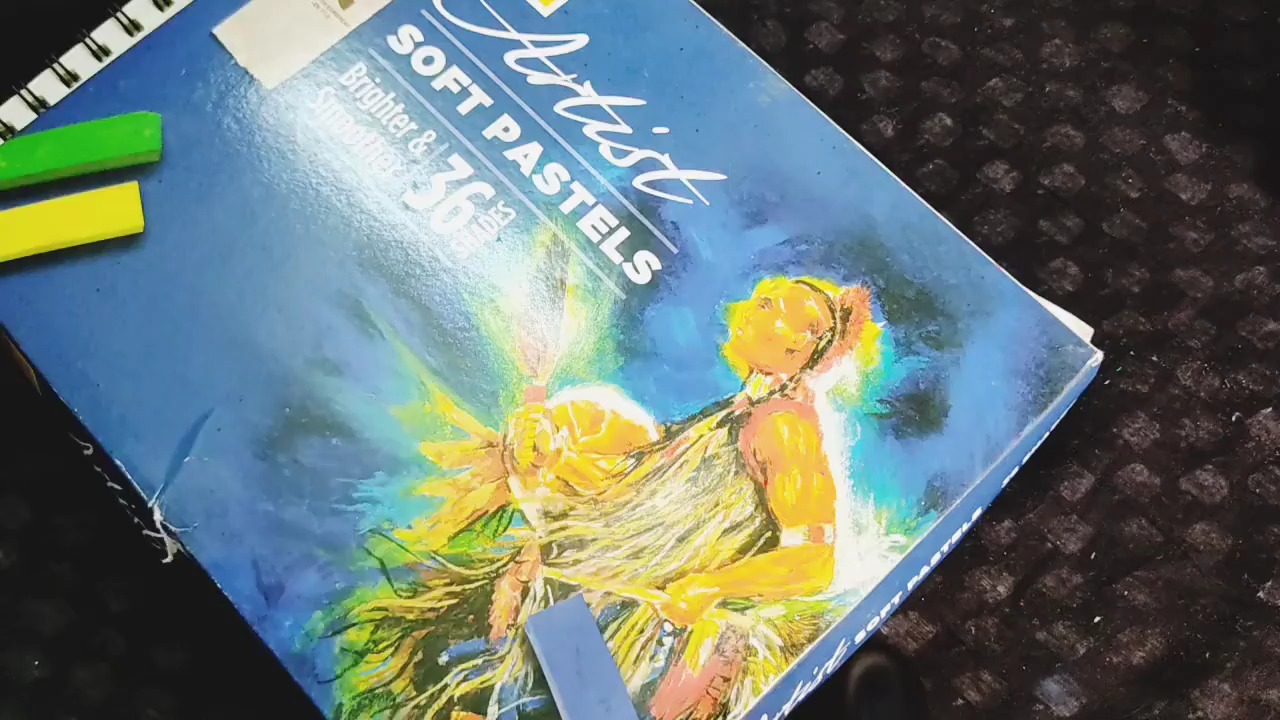 Artist
SOFT PASTELS
Brighter &
Smoother
36
Artist SOFT PASTELS